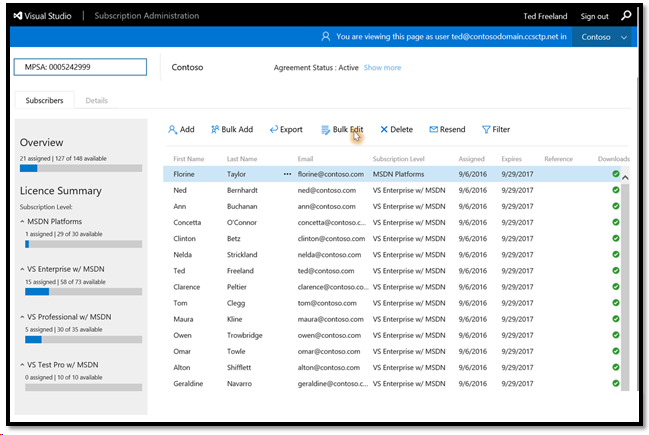 Visual Studio | Subscription Administration Ted Freeland Sign out
You are viewing this page as user ted@contosodomain.ccsctp.net in Contoso
MPSA: 0005242999 Contoso Agreement Status : Active Show more
Subscribers Details
Add Bulk Add Export Bulk Edit Delete Resend Filter
Overview
21 assigned | 127 of 148 available
Licence Summary
Subscription Level:
MSDN Platforms
1 assigned | 29 of 30 available
VS Enterprise w/ MSDN
15 assigned | 58 of 73 available
VS Professional w/ MSDN
5 assigned | 30 of 35 available
VS Test Pro w/ MSDN
0 assigned | 10 of 10 available
First Name Last Name Email Subscription Level Assigned Expires Reference Downloads
Florine Taylor ••• florine@contoso.com MSDN Platforms 9/6/2016 9/29/2017
Ned Bernhardt ned@contoso.com VS Enterprise w/ MSDN 9/6/2016 9/29/2017
Ann Buchanan ann@contoso.com VS Enterprise w/ MSDN 9/6/2016 9/29/2017
Concetta O'Connor concetta@contoso... VS Enterprise w/ MSDN 9/6/2016 9/29/2017
Clinton Betz clinton@contoso.com VS Enterprise w/ MSDN 9/6/2016 9/29/2017
Nelda Strickland nelda@contoso.com VS Enterprise w/ MSDN 9/6/2016 9/29/2017
Ted Freeland ted@contoso.com VS Enterprise w/ MSDN 9/6/2016 9/29/2017
Clarence Peltier clarence@contoso.co... VS Enterprise w/ MSDN 9/6/2016 9/29/2017
Tom Clegg tom@contoso.com VS Enterprise w/ MSDN 9/6/2016 9/29/2017
Maura Kline maura@contoso.com VS Enterprise w/ MSDN 9/6/2016 9/29/2017
Owen Trowbridge owen@contoso.com VS Enterprise w/ MSDN 9/6/2016 9/29/2017
Omar Towle omar@contoso.com VS Enterprise w/ MSDN 9/6/2016 9/29/2017
Alton Shifflett alton@contoso.com VS Enterprise w/ MSDN 9/6/2016 9/29/2017
Geraldine Navarro geraldine@contoso.c... VS Enterprise w/ MSDN 9/6/2016 9/29/2017